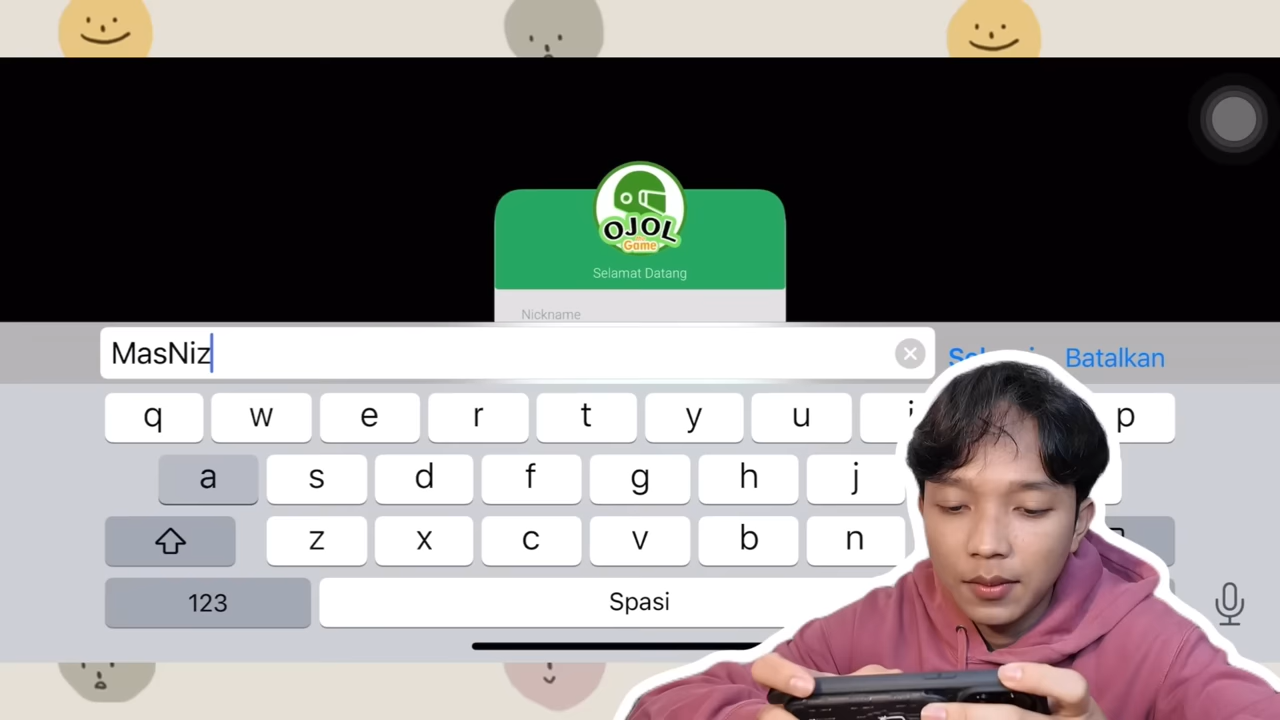 OJOL
Game
Selamat Datang
Nickname
MasNiz
Batalkan
q w e r t y u i p
a s d f g h j
z x c v b n
123
Spasi